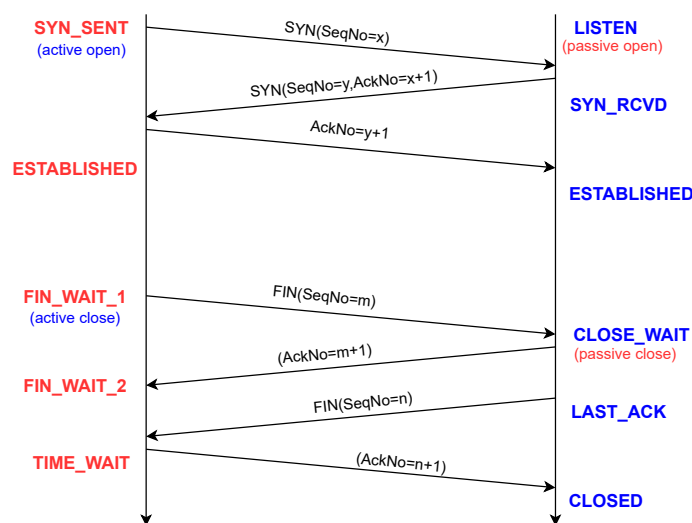 SYN_SENT
(active open)
SYN(SeqNo=x)
LISTEN
(passive open)
SYN(SeqNo=y,AckNo=x+1)
SYN_RCVD
AckNo=y+1
ESTABLISHED
ESTABLISHED
FIN_WAIT_1
(active close)
FIN(SeqNo=m)
CLOSE_WAIT
(passive close)
(AckNo=m+1)
FIN_WAIT_2
FIN(SeqNo=n)
LAST_ACK
TIME_WAIT
(AckNo=n+1)
CLOSED